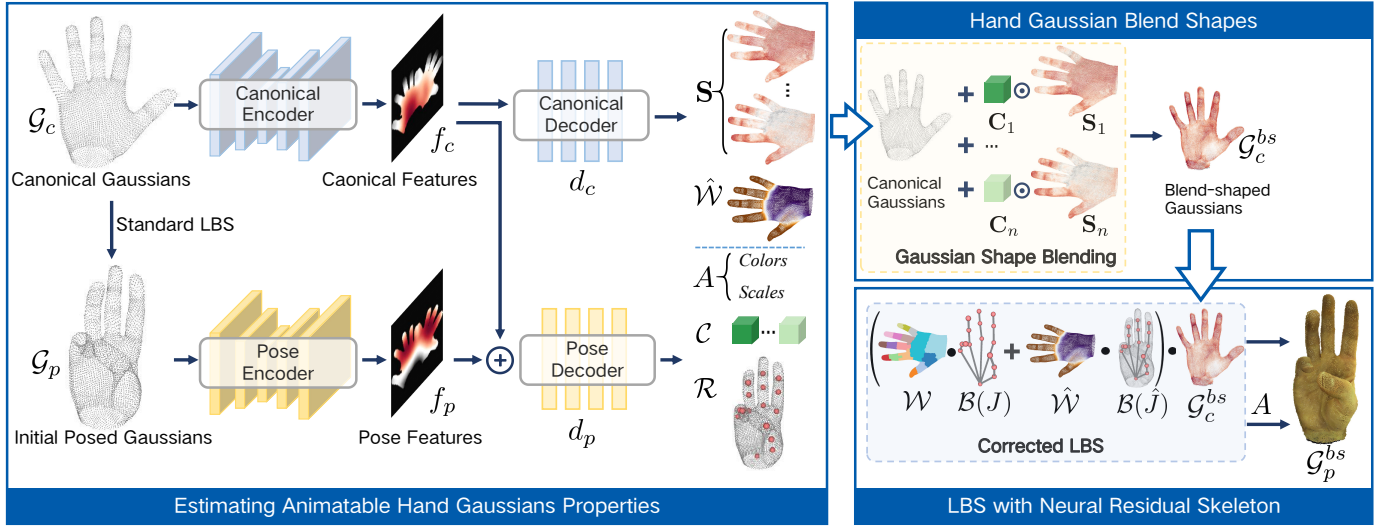 𝒢c
Canonical Gaussians
Canonical
Encoder
fc
Caonical Features
Canonical
Decoder
dc
S
Ŵ
Standard LBS
A
Colors
Scales
𝒢p
Initial Posed Gaussians
Pose
Encoder
fp
Pose Features
+
Pose
Decoder
dp
C
...
R
Estimating Animatable Hand Gaussians Properties
Hand Gaussian Blend Shapes
Canonical
Gaussians
+ ⊙
C1 S1
+ ...
+ ⊙
Cn Sn
Gaussian Shape Blending
𝒢c^bs
Blend-shaped
Gaussians
( • + • ) •
W B(J) Ŵ B(Ĵ) 𝒢c^bs
Corrected LBS
A
𝒢p^bs
LBS with Neural Residual Skeleton